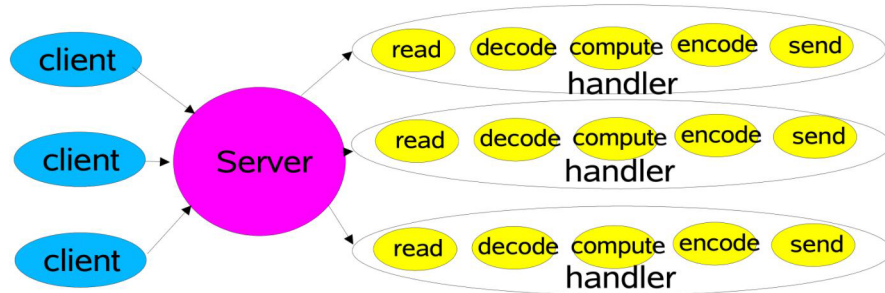 client
client
client
Server
read decode compute encode send
handler
read decode compute encode send
handler
read decode compute encode send
handler